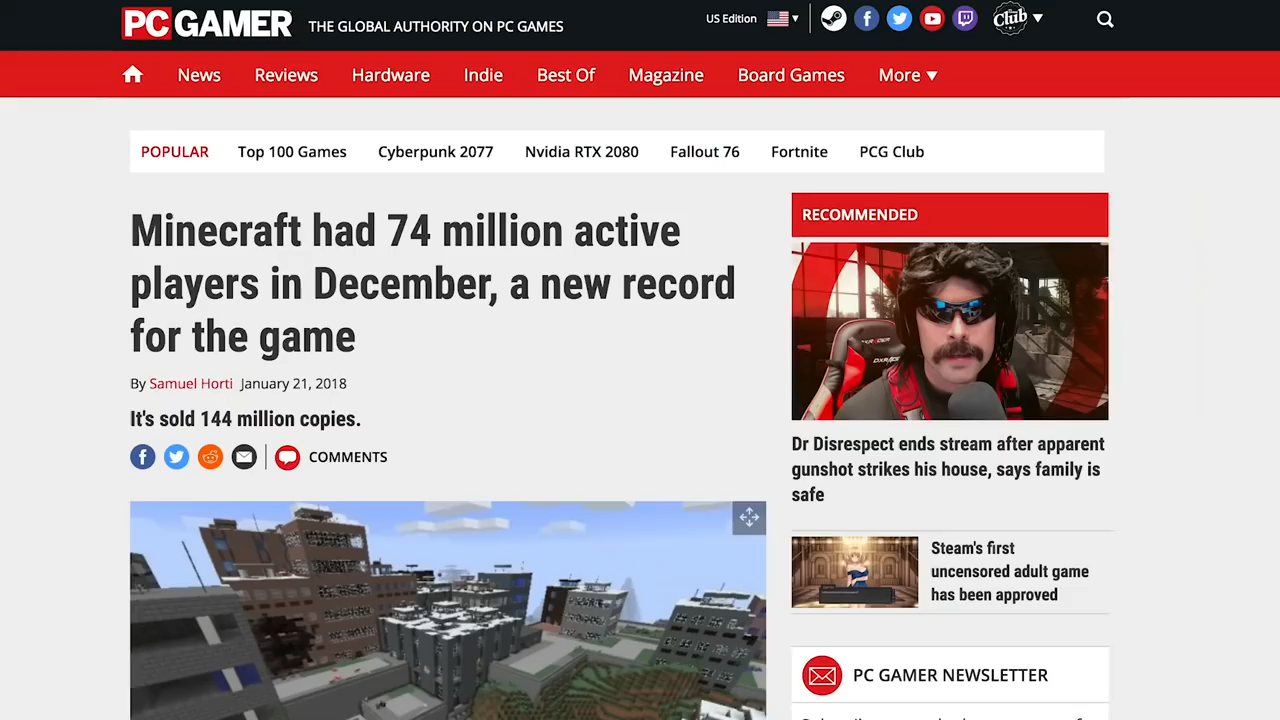 PC GAMER THE GLOBAL AUTHORITY ON PC GAMES
US Edition
Club
News Reviews Hardware Indie Best Of Magazine Board Games More
POPULAR Top 100 Games Cyberpunk 2077 Nvidia RTX 2080 Fallout 76 Fortnite PCG Club
Minecraft had 74 million active
players in December, a new record
for the game
By Samuel Horti January 21, 2018
It's sold 144 million copies.
COMMENTS
RECOMMENDED
DXRACER
Dr Disrespect ends stream after apparent
gunshot strikes his house, says family is
safe
Steam's first
uncensored adult game
has been approved
PC GAMER NEWSLETTER